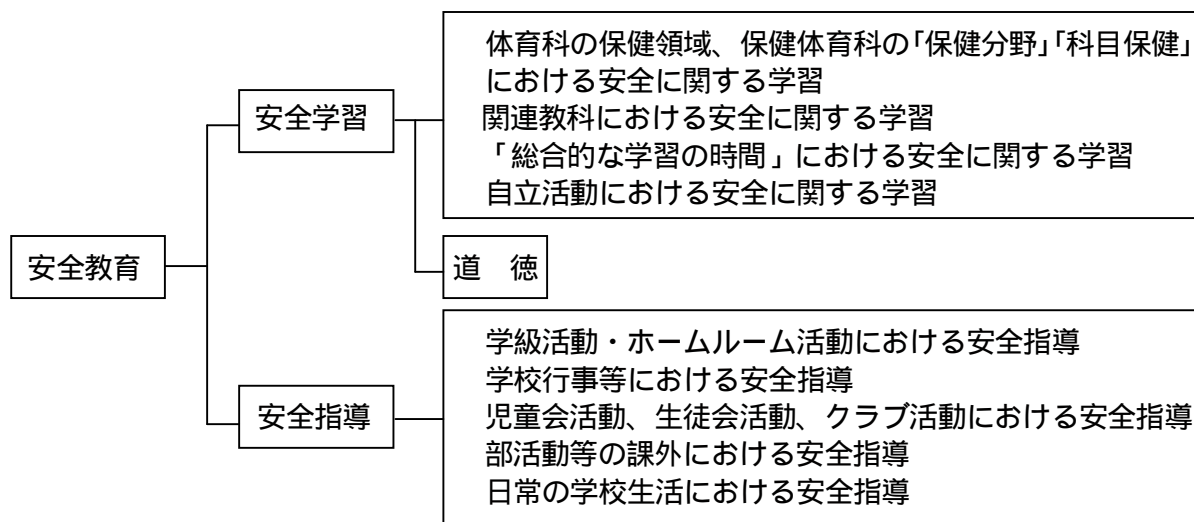 体育科の保健領域、保健体育科の｢保健分野｣｢科目保健｣
における安全に関する学習
関連教科における安全に関する学習
「総合的な学習の時間」における安全に関する学習
自立活動における安全に関する学習
安全学習
安全教育
道　徳
学級活動・ホームルーム活動における安全指導
学校行事等における安全指導
児童会活動、生徒会活動、クラブ活動における安全指導
部活動等の課外における安全指導
日常の学校生活における安全指導
安全指導